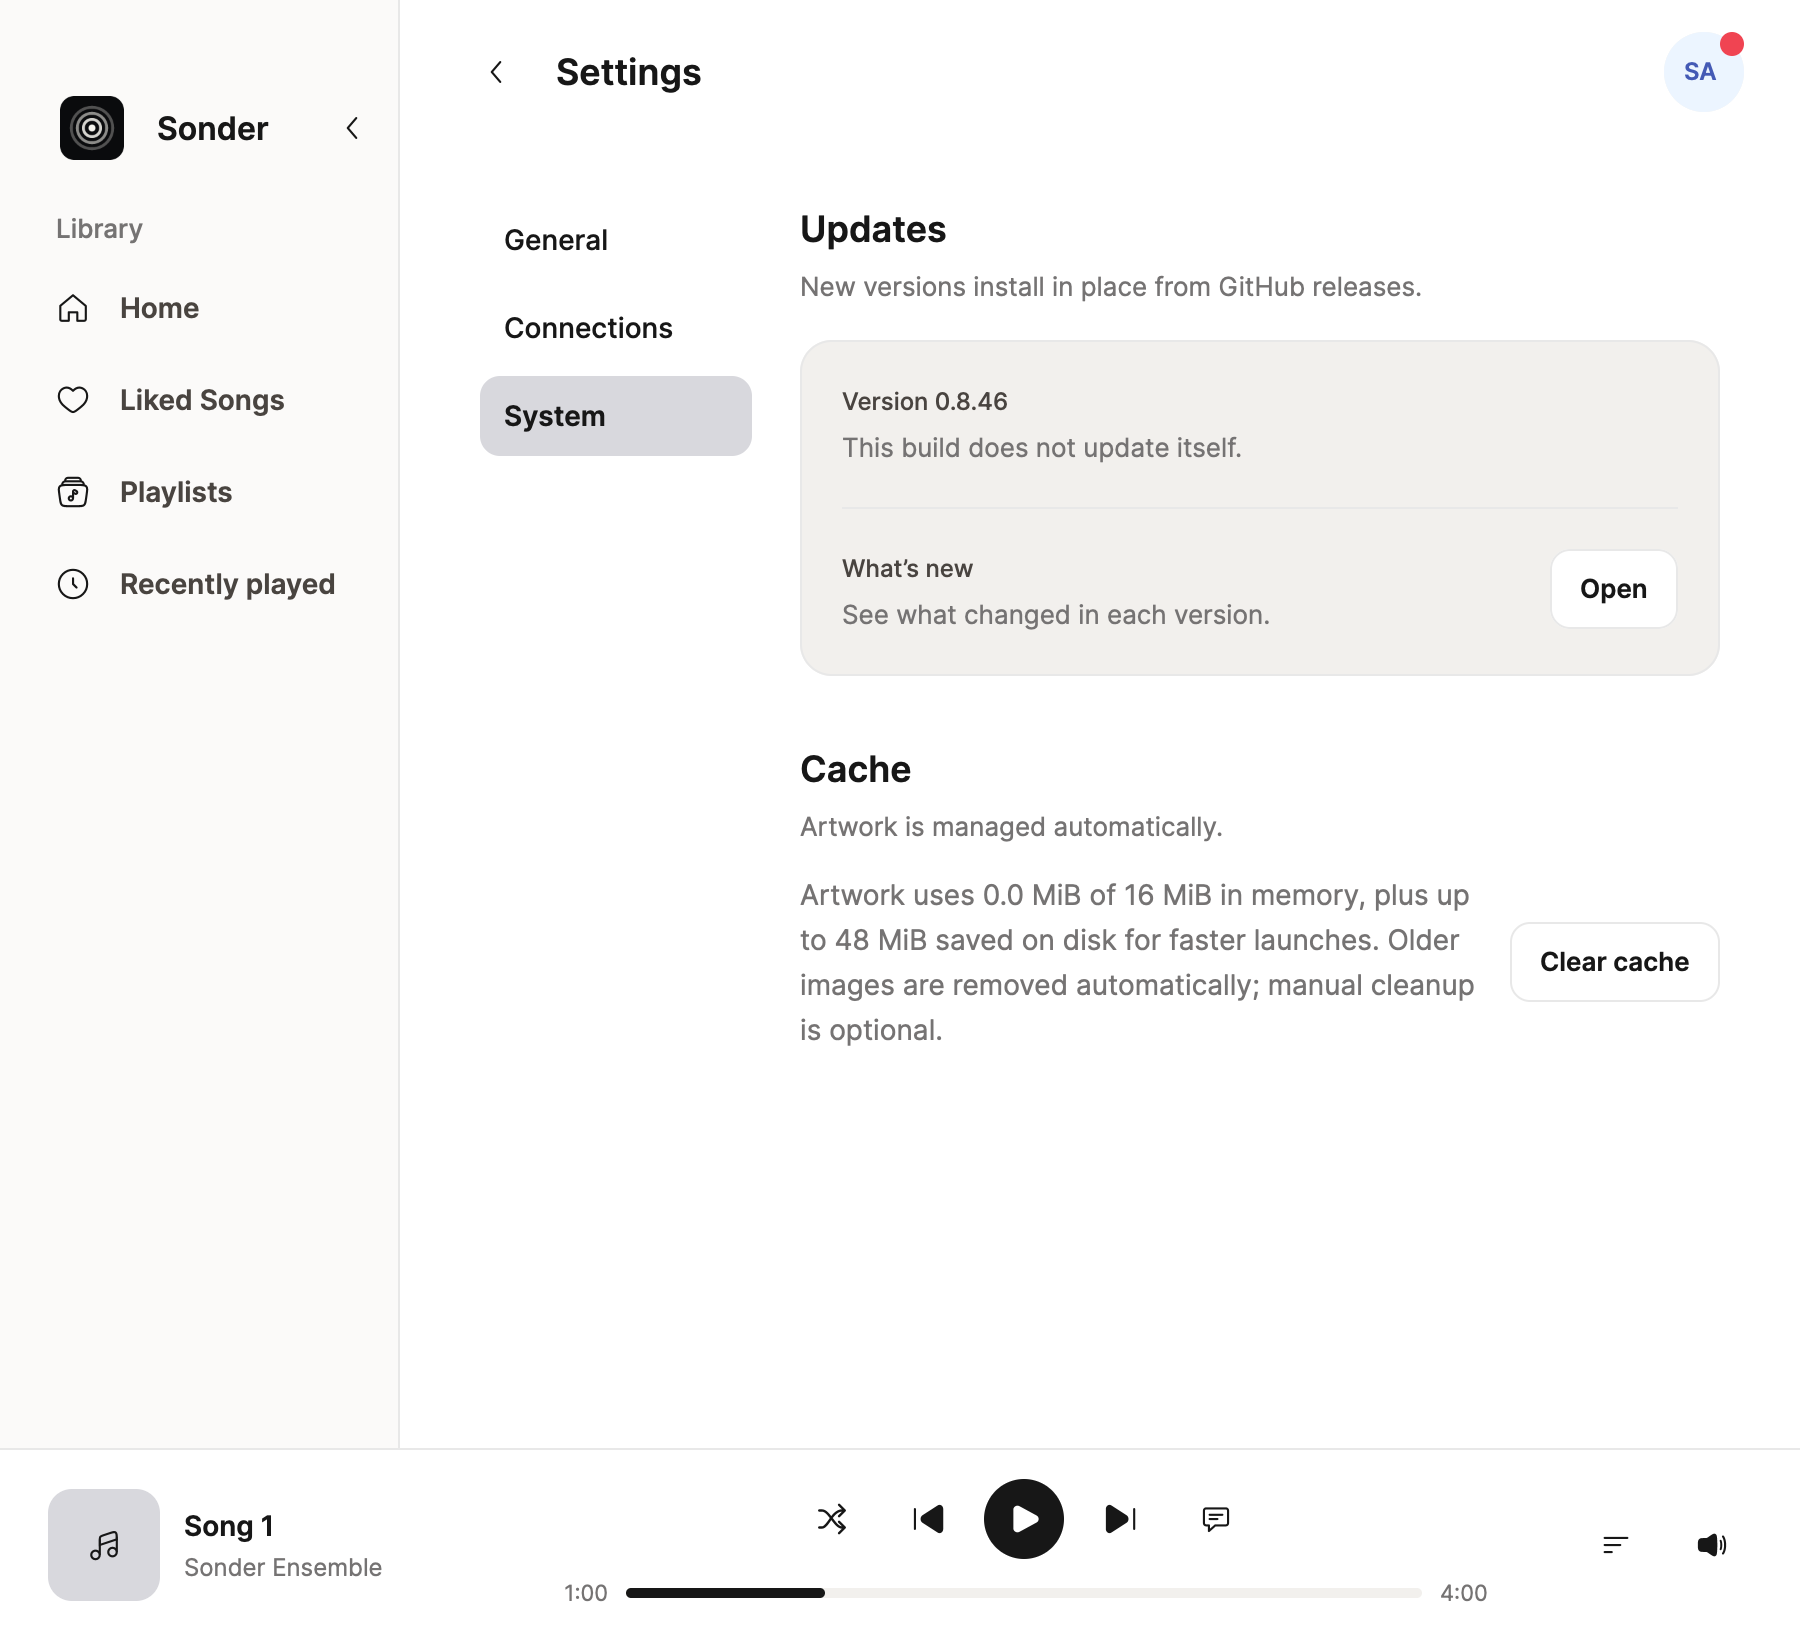 Sonder
Library
Home
Liked Songs
Playlists
Recently played
Settings
SA
General
Connections
System
Updates
New versions install in place from GitHub releases.
Version 0.8.46
This build does not update itself.
What’s new
See what changed in each version.
Open
Cache
Artwork is managed automatically.
Artwork uses 0.0 MiB of 16 MiB in memory, plus up
to 48 MiB saved on disk for faster launches. Older
images are removed automatically; manual cleanup
is optional.
Clear cache
Song 1
Sonder Ensemble
1:00
4:00